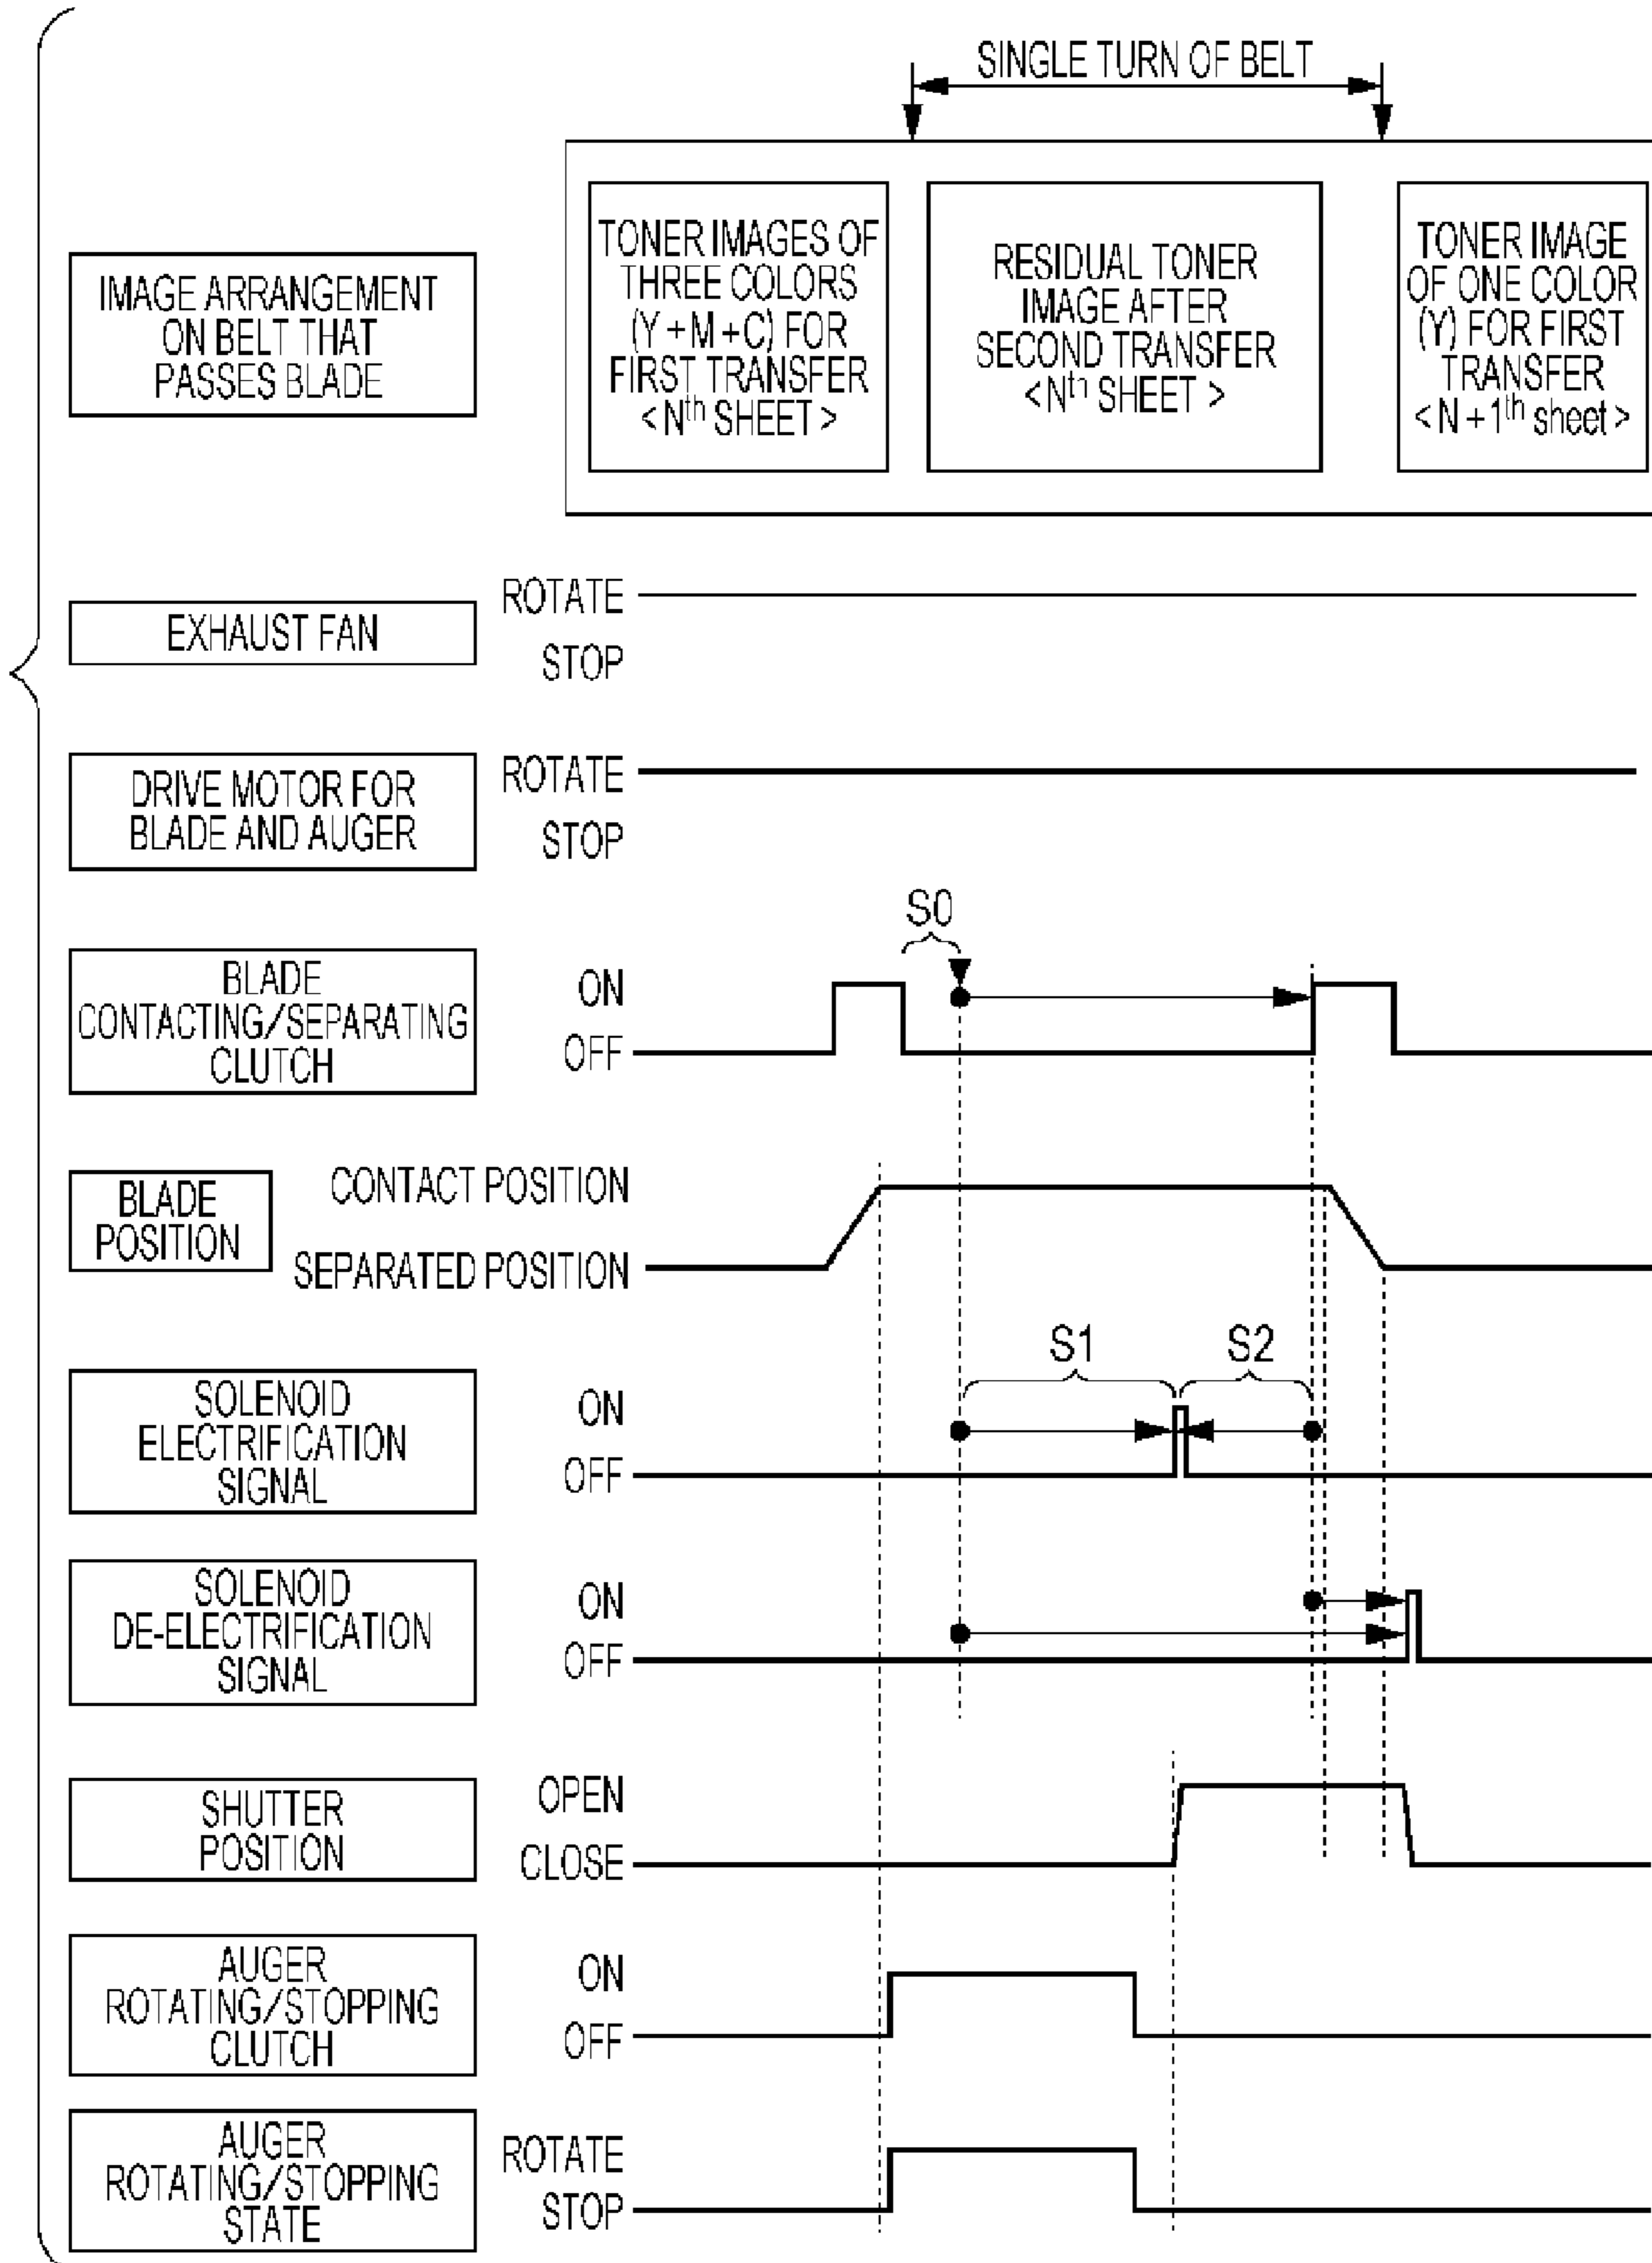 SINGLE TURN OF BELT
IMAGE ARRANGEMENT
ON BELT THAT
PASSES BLADE
TONER IMAGES OF
THREE COLORS
(Y+M+C) FOR
FIRST TRANSFER
<Nth SHEET>
RESIDUAL TONER
IMAGE AFTER
SECOND TRANSFER
<Nth SHEET>
TONER IMAGE
OF ONE COLOR
(Y) FOR FIRST
TRANSFER
<N+1th sheet>
EXHAUST FAN
ROTATE
STOP
DRIVE MOTOR FOR
BLADE AND AUGER
ROTATE
STOP
S0
BLADE
CONTACTING/SEPARATING
CLUTCH
ON
OFF
BLADE
POSITION
CONTACT POSITION
SEPARATED POSITION
S1
S2
SOLENOID
ELECTRIFICATION
SIGNAL
ON
OFF
SOLENOID
DE-ELECTRIFICATION
SIGNAL
ON
OFF
SHUTTER
POSITION
OPEN
CLOSE
AUGER
ROTATING/STOPPING
CLUTCH
ON
OFF
AUGER
ROTATING/STOPPING
STATE
ROTATE
STOP